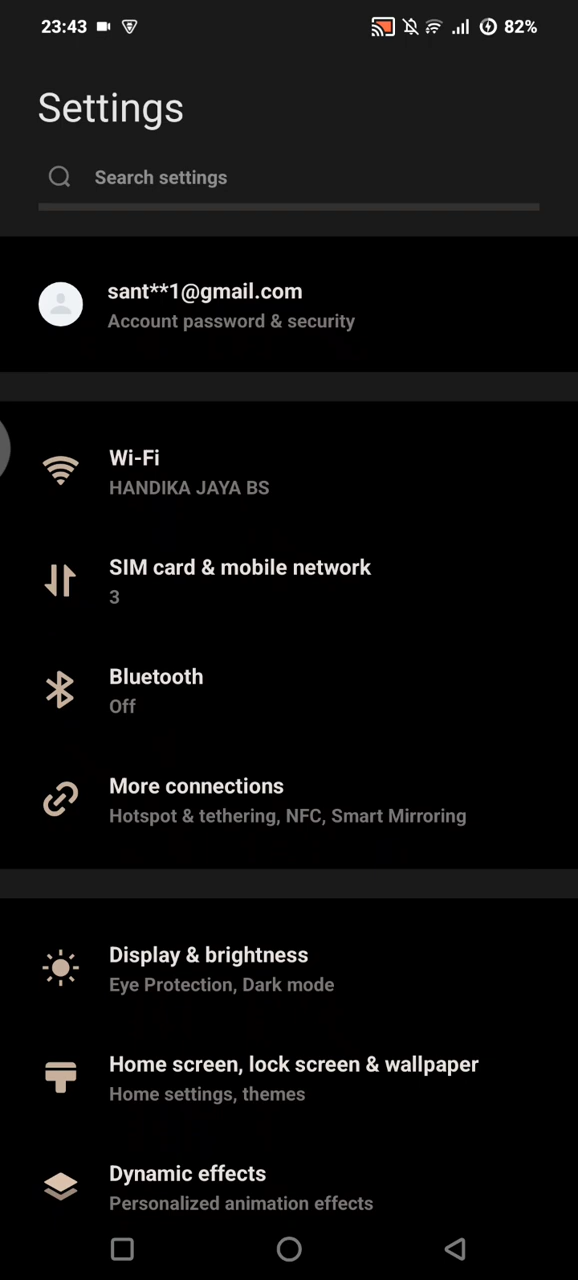 23:43
82%
Settings
Search settings
sant**1@gmail.com
Account password & security
Wi-Fi
HANDIKA JAYA BS
SIM card & mobile network
3
Bluetooth
Off
More connections
Hotspot & tethering, NFC, Smart Mirroring
Display & brightness
Eye Protection, Dark mode
Home screen, lock screen & wallpaper
Home settings, themes
Dynamic effects
Personalized animation effects